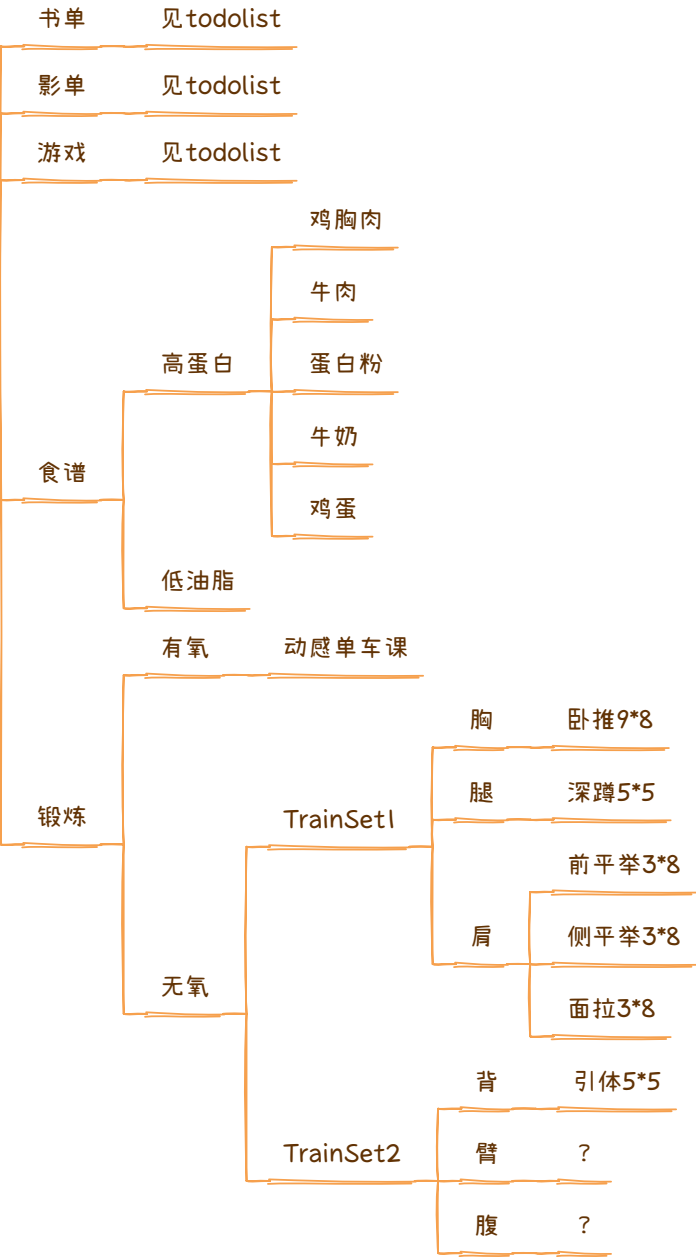 书单 见todolist
影单 见todolist
游戏 见todolist
鸡胸肉
牛肉
高蛋白 蛋白粉
牛奶
食谱
鸡蛋
低油脂
有氧 动感单车课
胸 卧推9*8
腿 深蹲5*5
锻炼 TrainSet1
前平举3*8
肩 侧平举3*8
无氧
面拉3*8
背 引体5*5
TrainSet2 臂 ?
腹 ?